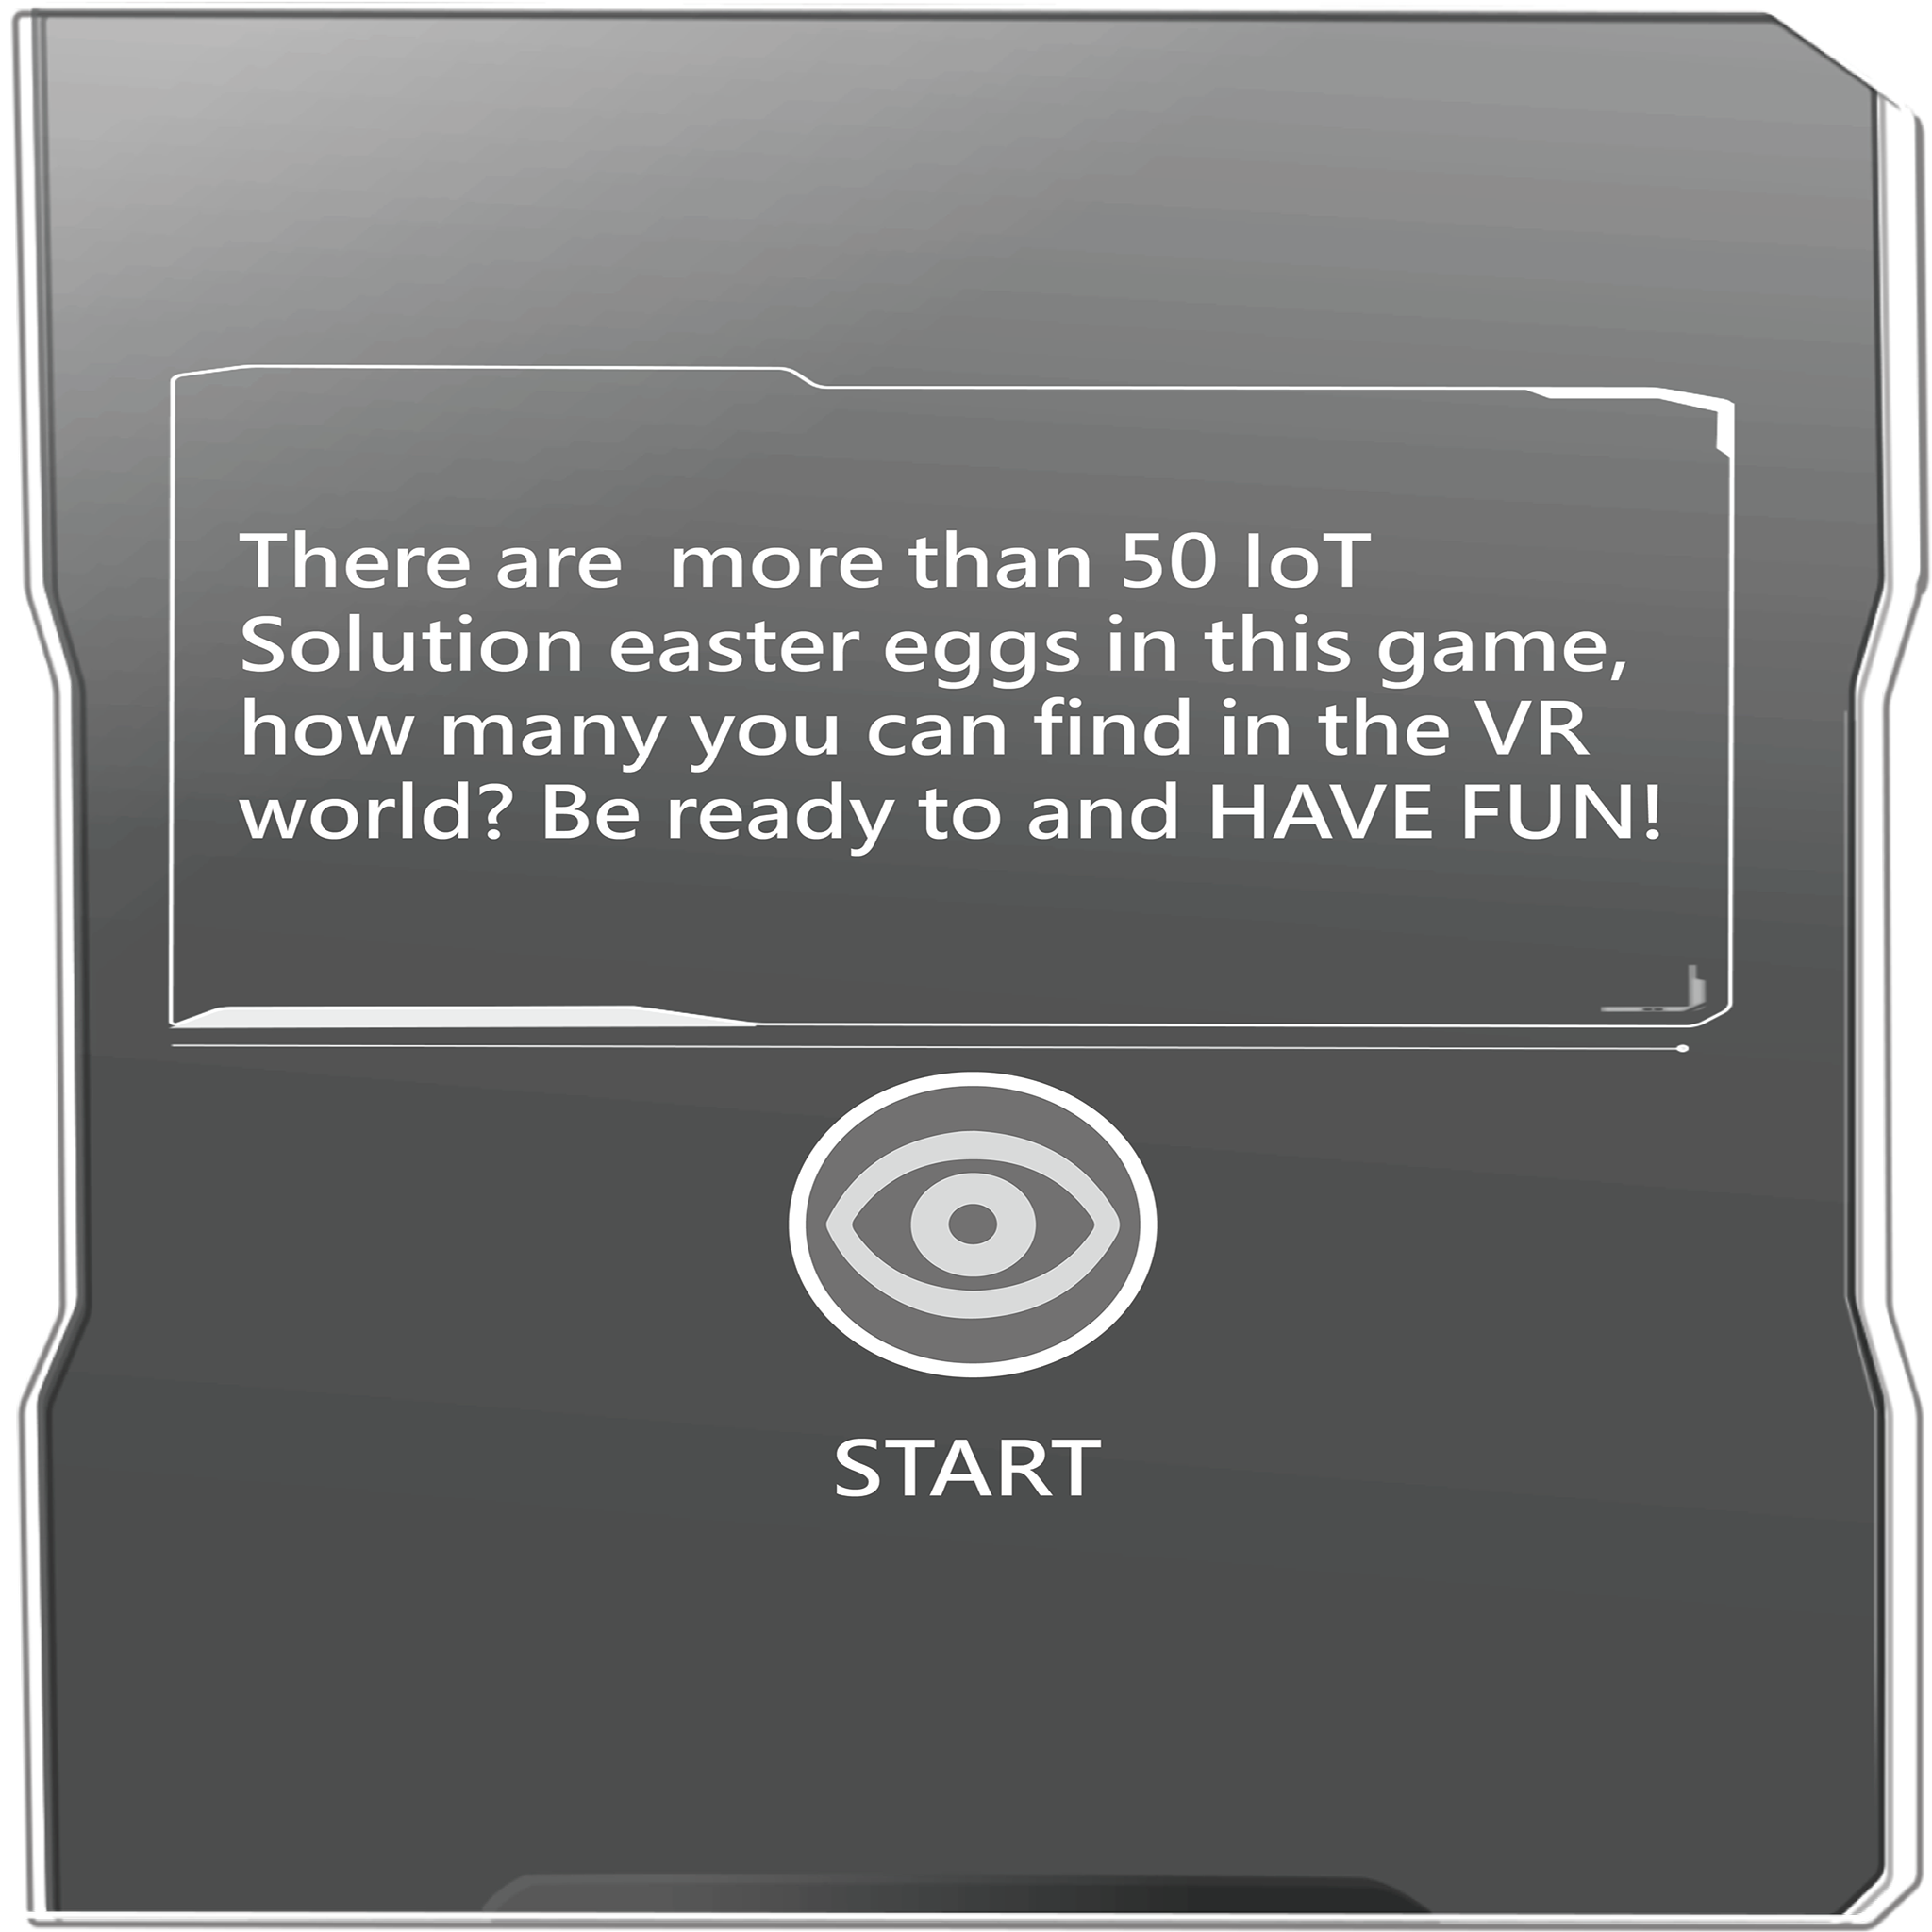 There are  more than 50 IoT
Solution easter eggs in this game,
how many you can find in the VR
world? Be ready to and HAVE FUN!
START